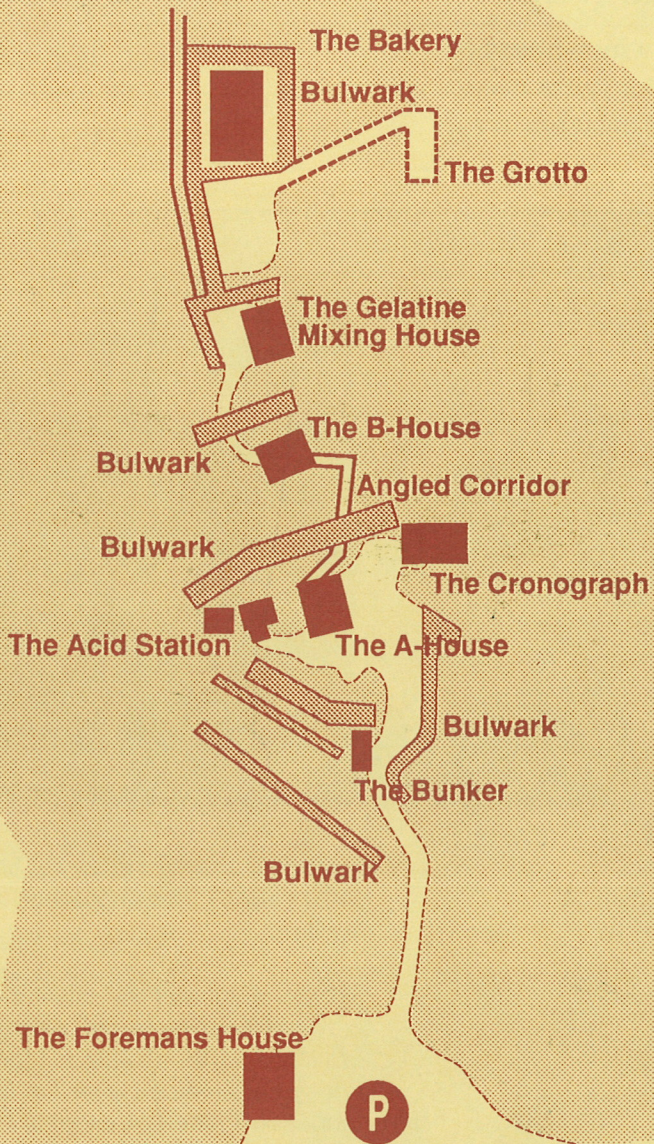 The Bakery
Bulwark
The Grotto
The Gelatine
Mixing House
The B-House
Bulwark
Angled Corridor
Bulwark
The Cronograph
The Acid Station
The A-House
Bulwark
The Bunker
Bulwark
The Foremans House
P